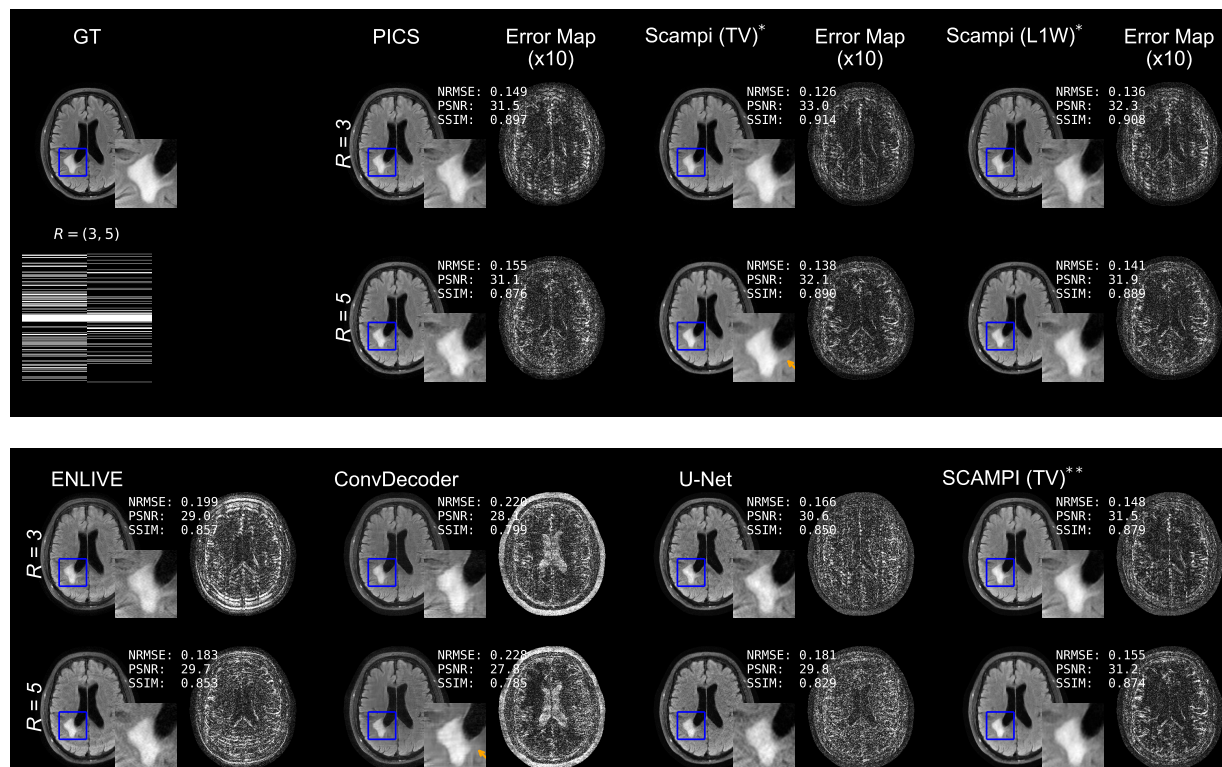 GT
PICS
Error Map
(x10)
Scampi (TV)*
Error Map
(x10)
Scampi (L1W)*
Error Map
(x10)
R = 3
NRMSE: 0.149
PSNR: 31.5
SSIM: 0.897
NRMSE: 0.126
PSNR: 33.0
SSIM: 0.914
NRMSE: 0.136
PSNR: 32.3
SSIM: 0.908
R = (3, 5)
R = 5
NRMSE: 0.155
PSNR: 31.1
SSIM: 0.876
NRMSE: 0.138
PSNR: 32.1
SSIM: 0.890
NRMSE: 0.141
PSNR: 31.9
SSIM: 0.889
ENLIVE
ConvDecoder
U-Net
SCAMPI (TV)**
R = 3
NRMSE: 0.199
PSNR: 29.0
SSIM: 0.857
NRMSE: 0.220
PSNR:
SSIM: 0.799
NRMSE: 0.166
PSNR: 30.6
SSIM: 0.850
NRMSE: 0.148
PSNR: 31.5
SSIM: 0.879
R = 5
NRMSE: 0.183
PSNR: 29.7
SSIM: 0.853
NRMSE: 0.228
PSNR: 27.8
SSIM: 0.785
NRMSE: 0.181
PSNR: 29.8
SSIM: 0.829
NRMSE: 0.155
PSNR: 31.2
SSIM: 0.874